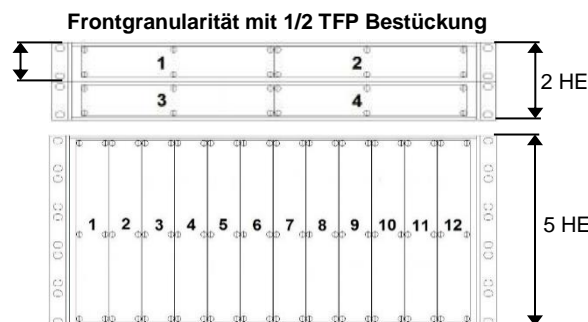 Frontgranularität mit 1/2 TFP Bestückung
1 2
2 HE
3 4
1 2 3 4 5 6 7 8 9 10 11 12
5 HE